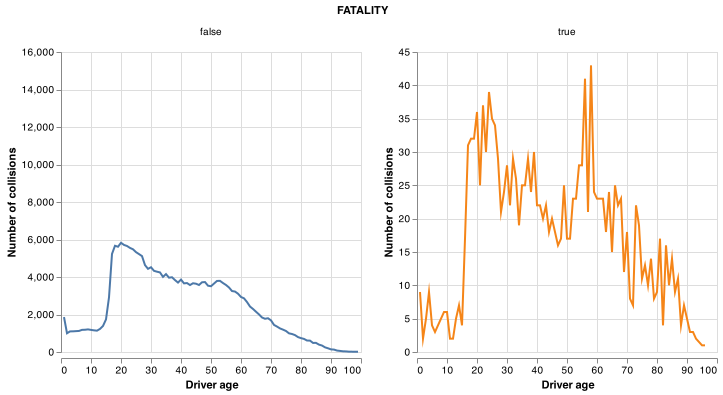 FATALITY
false
true
16,000
14,000
12,000
10,000
8,000
6,000
4,000
2,000
0
Number of collisions
0 10 20 30 40 50 60 70 80 90 100
Driver age
45
40
35
30
25
20
15
10
5
0
Number of collisions
0 10 20 30 40 50 60 70 80 90 100
Driver age